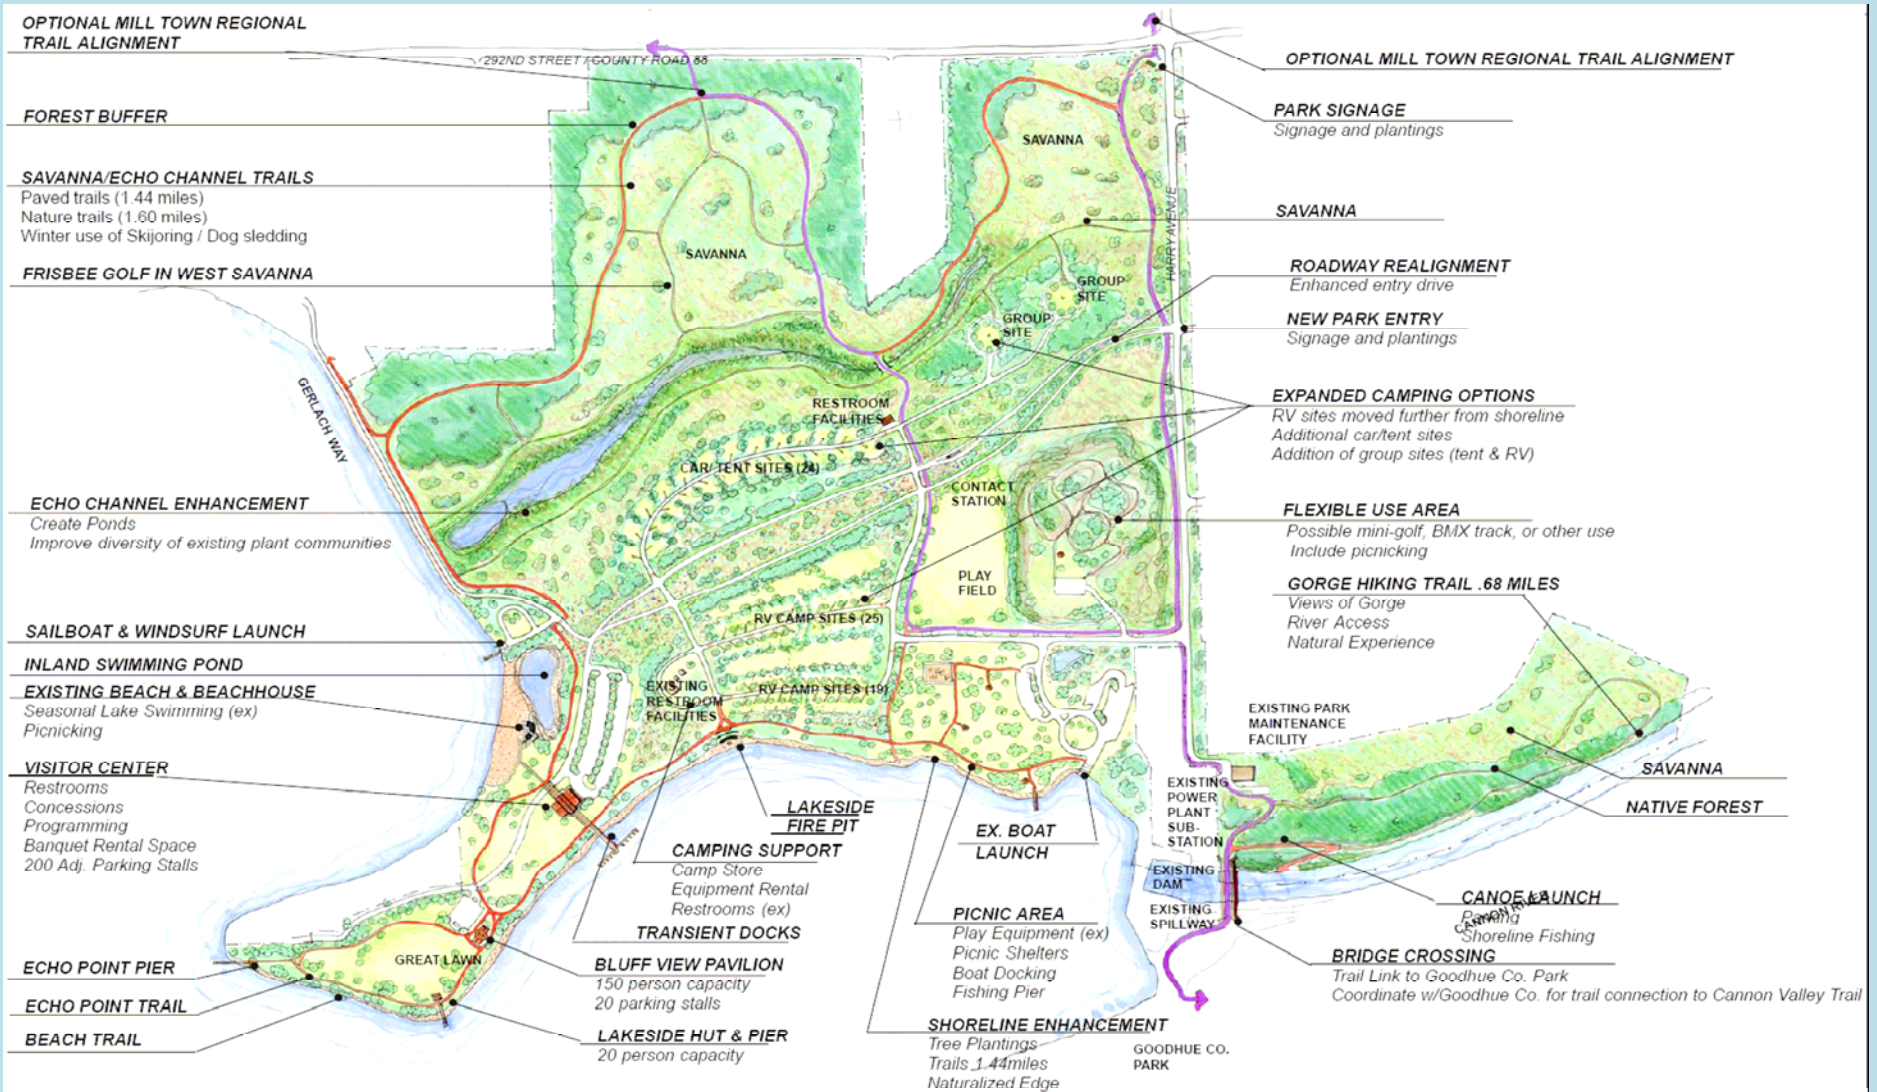 OPTIONAL MILL TOWN REGIONAL
TRAIL ALIGNMENT
FOREST BUFFER
SAVANNA/ECHO CHANNEL TRAILS
Paved trails (1.44 miles)
Nature trails (1.60 miles)
Winter use of Skijoring / Dog sledding
FRISBEE GOLF IN WEST SAVANNA
ECHO CHANNEL ENHANCEMENT
Create Ponds
Improve diversity of existing plant communities
SAILBOAT & WINDSURF LAUNCH
INLAND SWIMMING POND
EXISTING BEACH & BEACHHOUSE
Seasonal Lake Swimming (ex)
Picnicking
VISITOR CENTER
Restrooms
Concessions
Programming
Banquet Rental Space
200 Adj. Parking Stalls
ECHO POINT PIER
ECHO POINT TRAIL
BEACH TRAIL
292ND STREET / COUNTY ROAD 88
SAVANNA
SAVANNA
GERLACH WAY
HARRY AVENUE
GROUP
SITE
GROUP
SITE
RESTROOM
FACILITIES
CAR/ TENT SITES (24)
CONTACT
STATION
PLAY
FIELD
RV CAMP SITES (25)
RV CAMP SITES (19)
EXISTING
RESTROOM
FACILITIES
GREAT LAWN
LAKESIDE
FIRE PIT
CAMPING SUPPORT
Camp Store
Equipment Rental
Restrooms (ex)
TRANSIENT DOCKS
BLUFF VIEW PAVILION
150 person capacity
20 parking stalls
LAKESIDE HUT & PIER
20 person capacity
EX. BOAT
LAUNCH
PICNIC AREA
Play Equipment (ex)
Picnic Shelters
Boat Docking
Fishing Pier
SHORELINE ENHANCEMENT
Tree Plantings
Trails 1.44miles
Naturalized Edge
EXISTING
POWER
PLANT
SUB-
STATION
EXISTING
DAM
EXISTING
SPILLWAY
GOODHUE CO.
PARK
EXISTING PARK
MAINTENANCE
FACILITY
OPTIONAL MILL TOWN REGIONAL TRAIL ALIGNMENT
PARK SIGNAGE
Signage and plantings
SAVANNA
ROADWAY REALIGNMENT
Enhanced entry drive
NEW PARK ENTRY
Signage and plantings
EXPANDED CAMPING OPTIONS
RV sites moved further from shoreline
Additional car/tent sites
Addition of group sites (tent & RV)
FLEXIBLE USE AREA
Possible mini-golf, BMX track, or other use
Include picnicking
GORGE HIKING TRAIL .68 MILES
Views of Gorge
River Access
Natural Experience
SAVANNA
NATIVE FOREST
CANOE LAUNCH
Parking
Shoreline Fishing
CANNON RIVER
BRIDGE CROSSING
Trail Link to Goodhue Co. Park
Coordinate w/Goodhue Co. for trail connection to Cannon Valley Trail